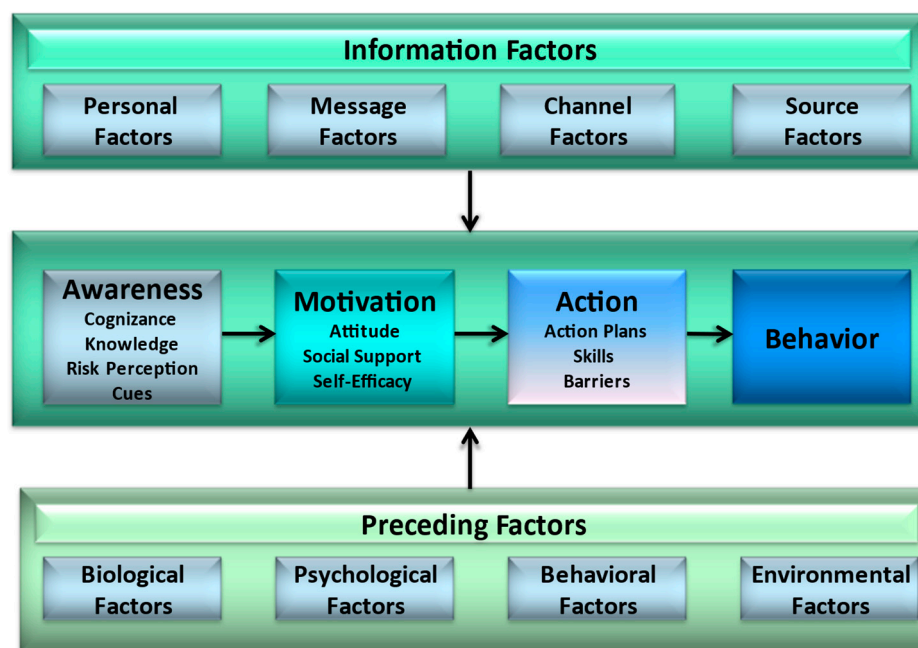 Information Factors
Personal
Factors
Message
Factors
Channel
Factors
Source
Factors
Awareness
Cognizance
Knowledge
Risk Perception
Cues
Motivation
Attitude
Social Support
Self-Efficacy
Action
Action Plans
Skills
Barriers
Behavior
Preceding Factors
Biological
Factors
Psychological
Factors
Behavioral
Factors
Environmental
Factors